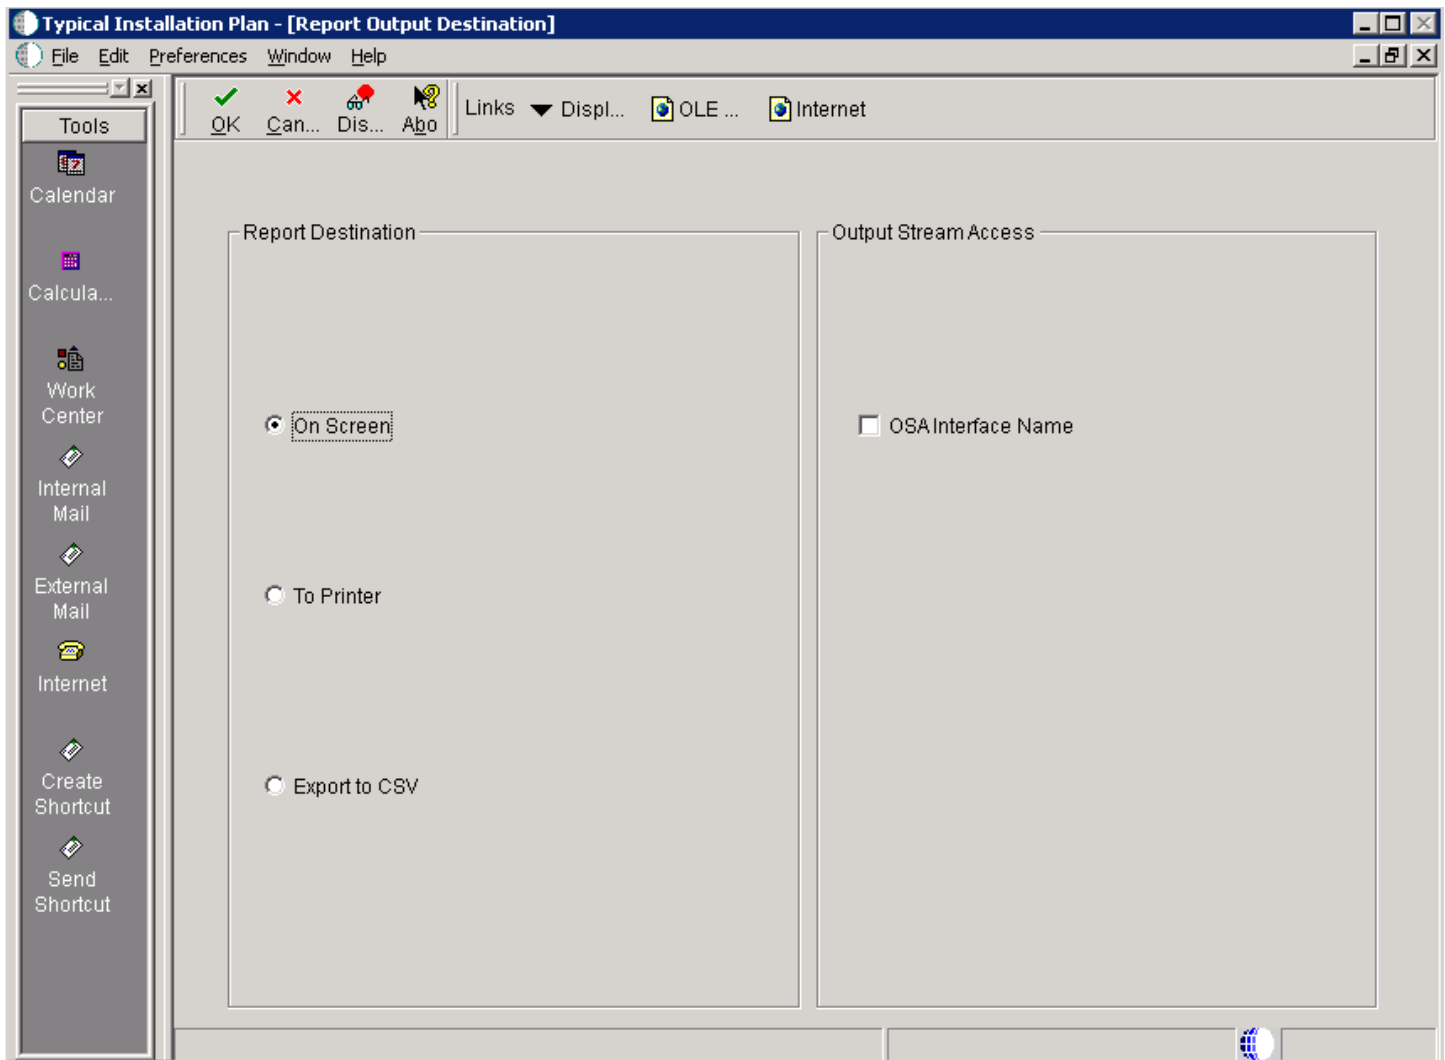 Typical Installation Plan - [Report Output Destination]
File Edit Preferences Window Help
Tools
Calendar
Calcula...
Work
Center
Internal
Mail
External
Mail
Internet
Create
Shortcut
Send
Shortcut
OK Can... Dis... Abo Links Displ... OLE ... Internet
Report Destination
On Screen
To Printer
Export to CSV
Output Stream Access
OSA Interface Name